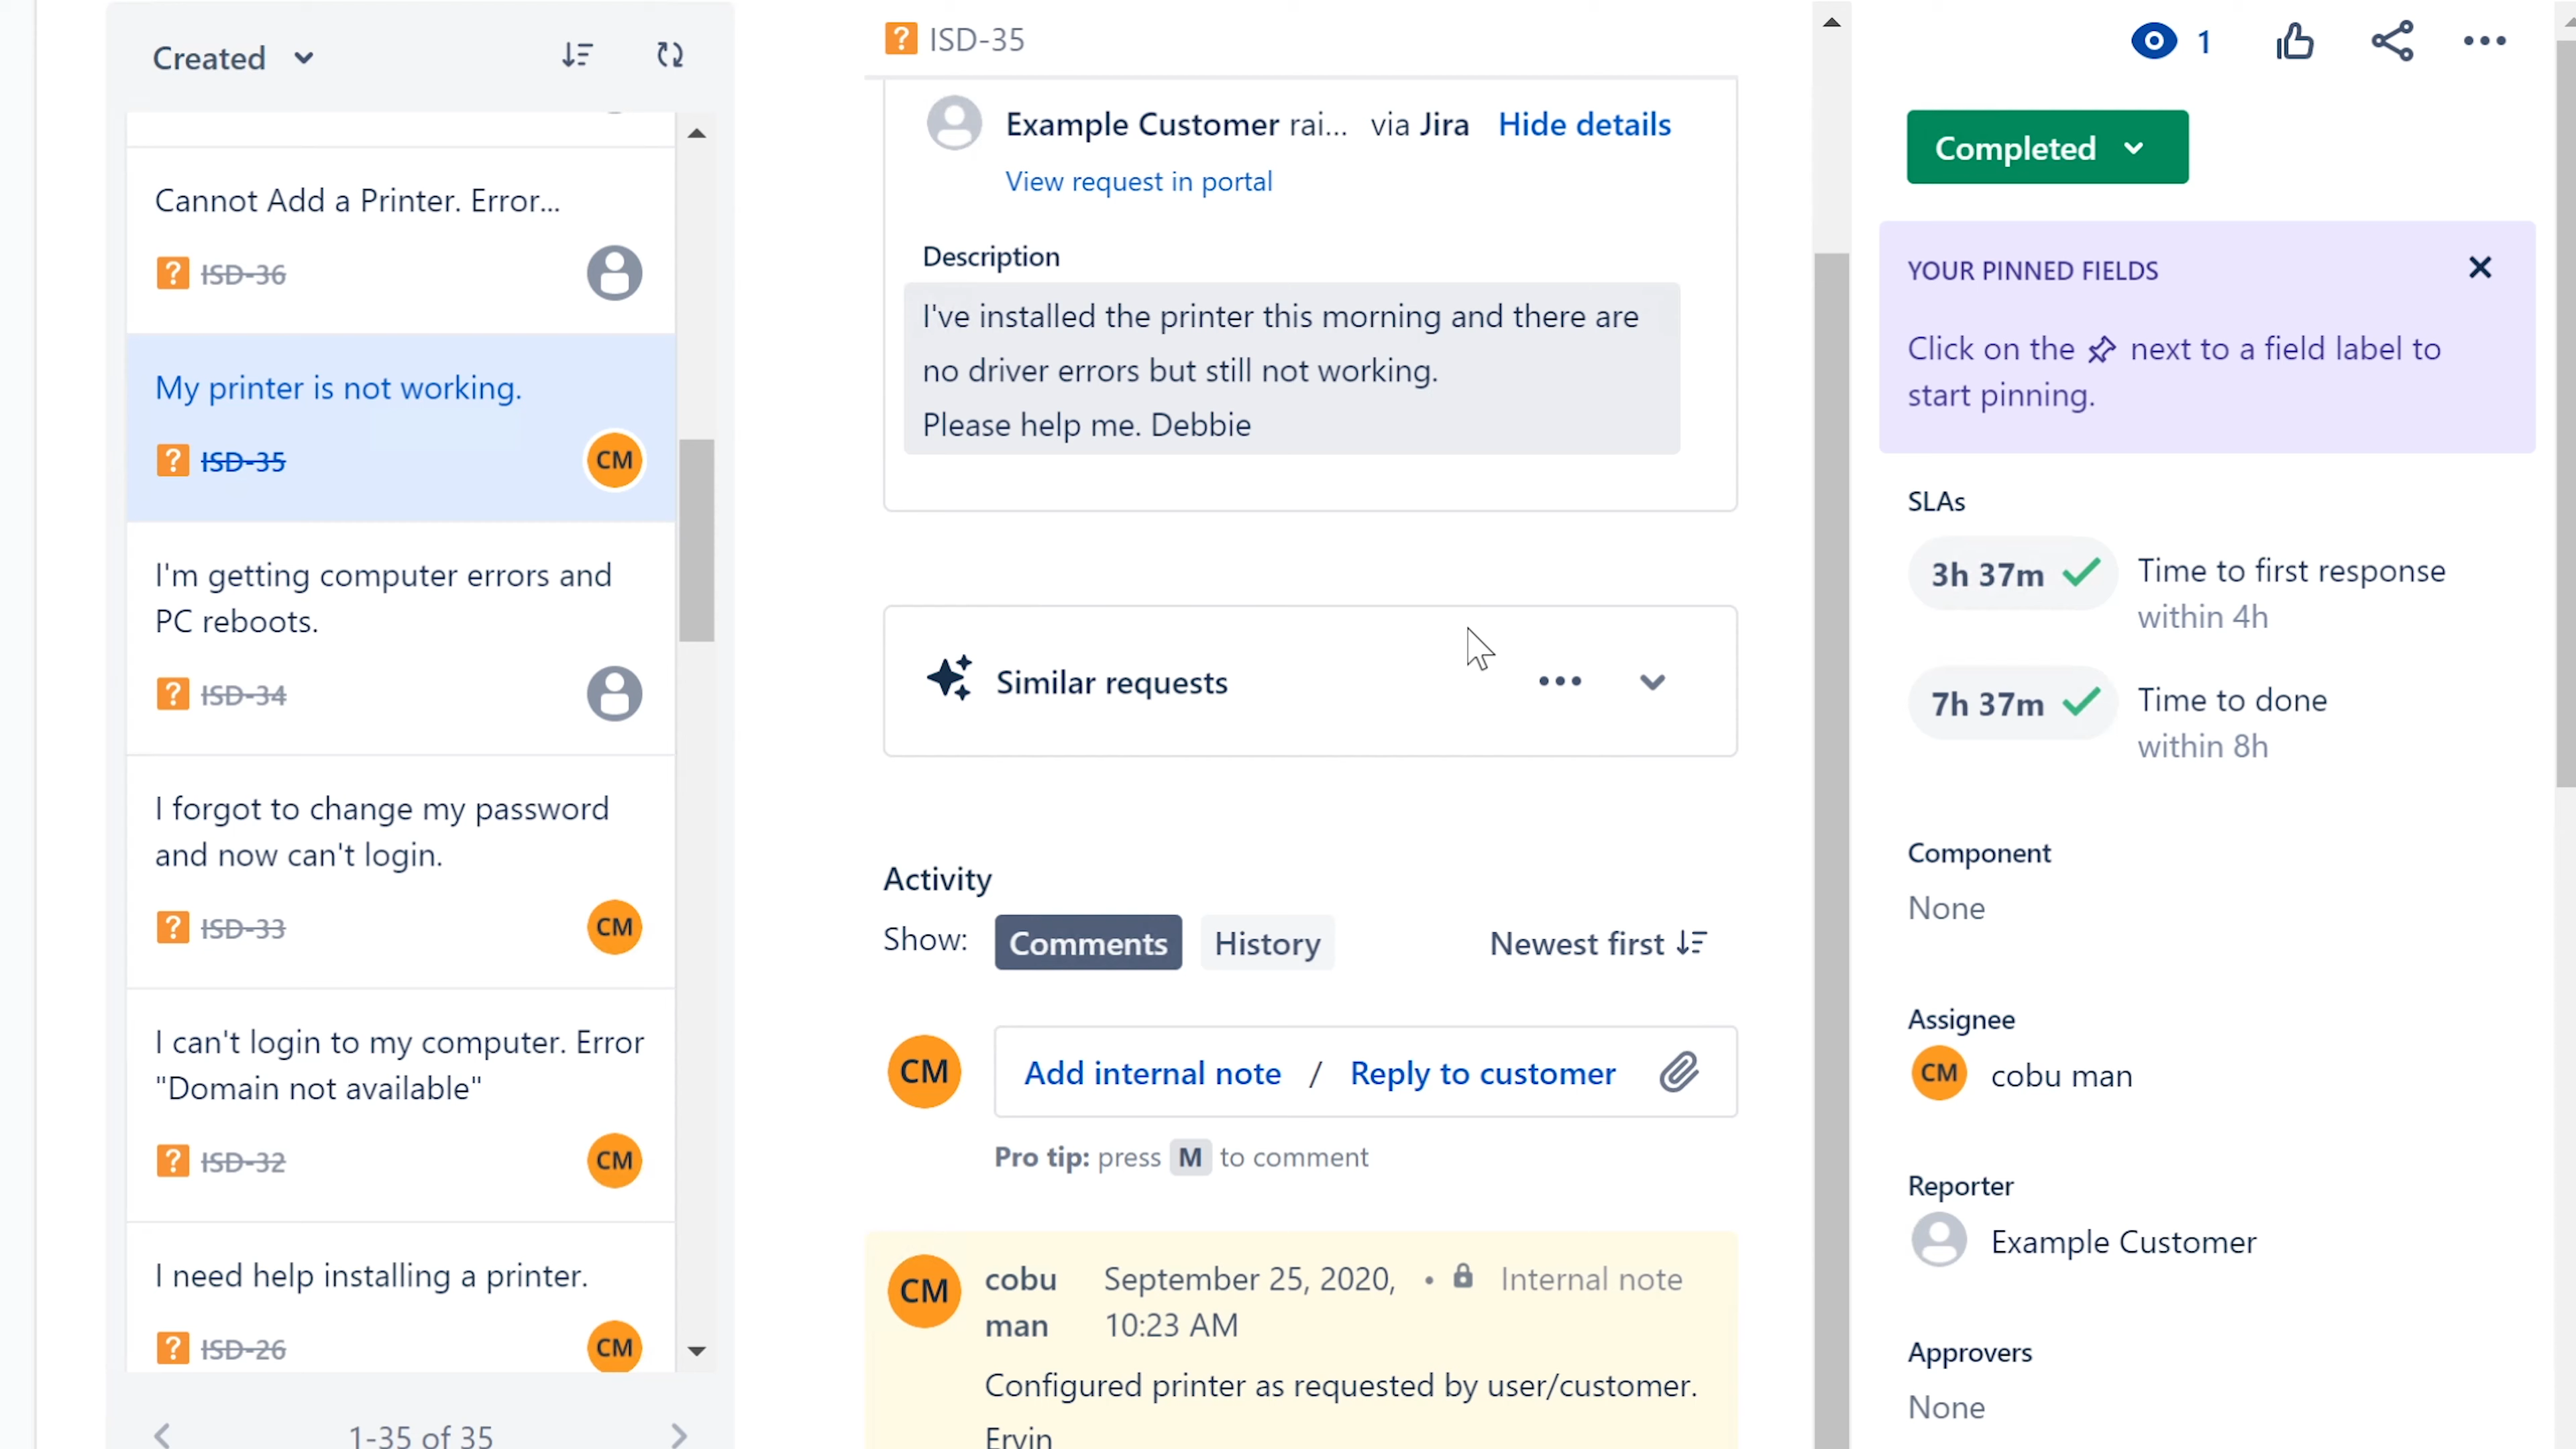 Created
Cannot Add a Printer. Error...
ISD-36
My printer is not working.
ISD-35
CM
I'm getting computer errors and
PC reboots.
ISD-34
I forgot to change my password
and now can't login.
ISD-33
CM
I can't login to my computer. Error
"Domain not available"
ISD-32
CM
I need help installing a printer.
ISD-26
CM
1-35 of 35
ISD-35
Example Customer rai... via Jira Hide details
View request in portal
Description
I've installed the printer this morning and there are
no driver errors but still not working.
Please help me. Debbie
Similar requests
Activity
Show: Comments History Newest first
CM
Add internal note / Reply to customer
Pro tip: press M to comment
CM
cobu man
September 25, 2020, 10:23 AM
• Internal note
Configured printer as requested by user/customer.
Ervin
1
Completed
YOUR PINNED FIELDS
Click on the next to a field label to
start pinning.
SLAs
3h 37m Time to first response
within 4h
7h 37m Time to done
within 8h
Component
None
Assignee
CM cobu man
Reporter
Example Customer
Approvers
None